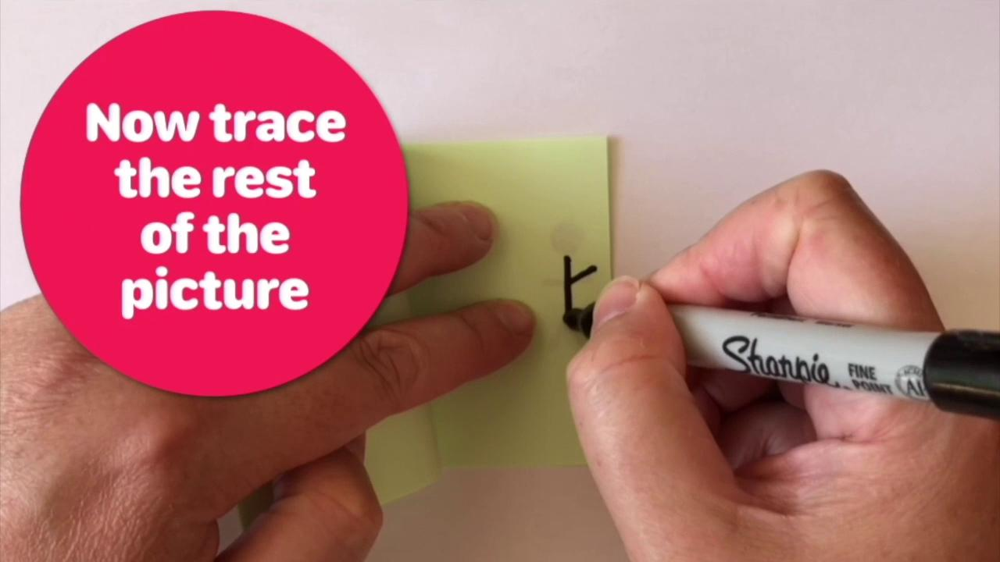 Now trace
the rest
of the
picture
Sharpie
FINE
POINT